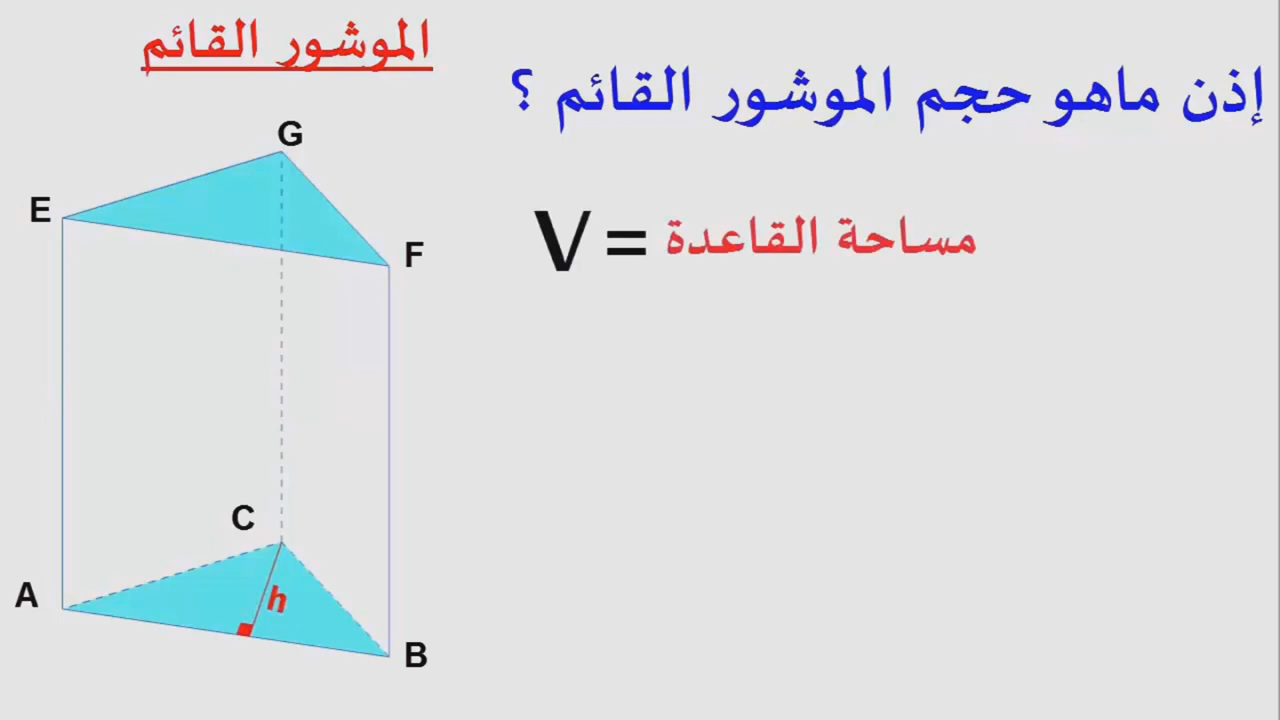 الموشور القائم
إذن ماهو حجم الموشور القائم ؟
V = مساحة القاعدة
G
E
F
C
A
h
B